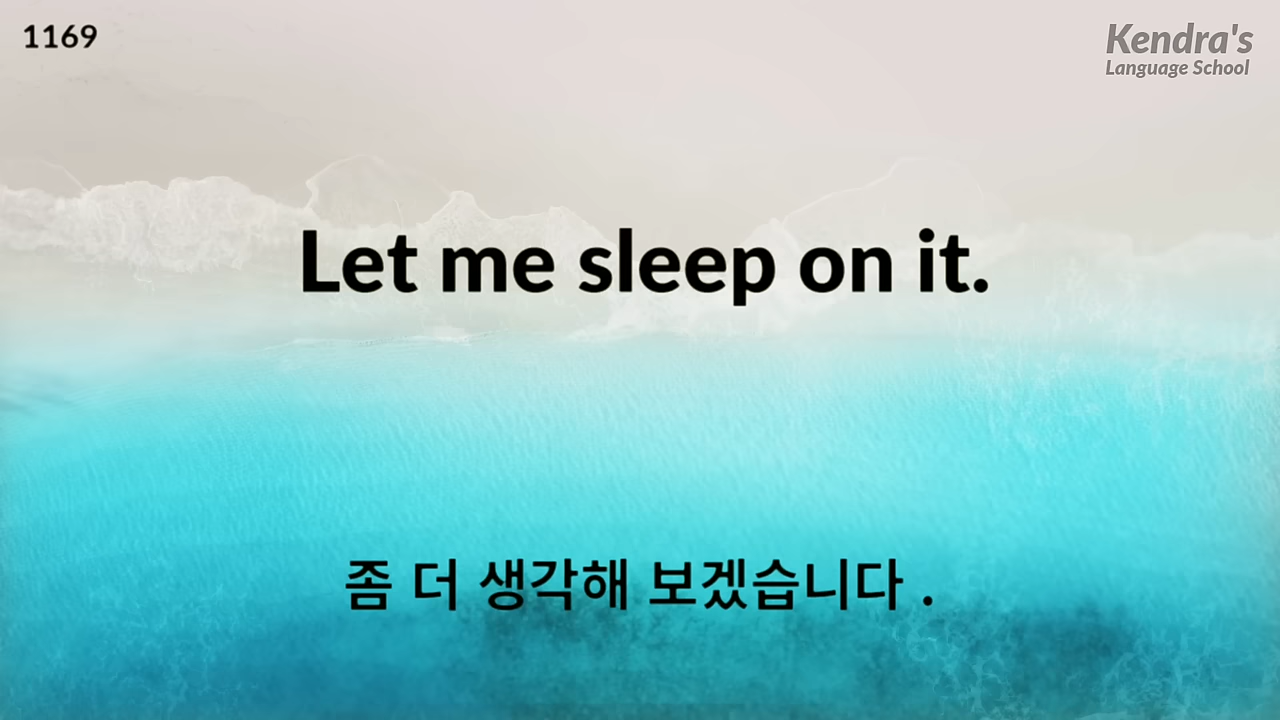 1169
Kendra's
Language School
Let me sleep on it.
좀 더 생각해 보겠습니다 .